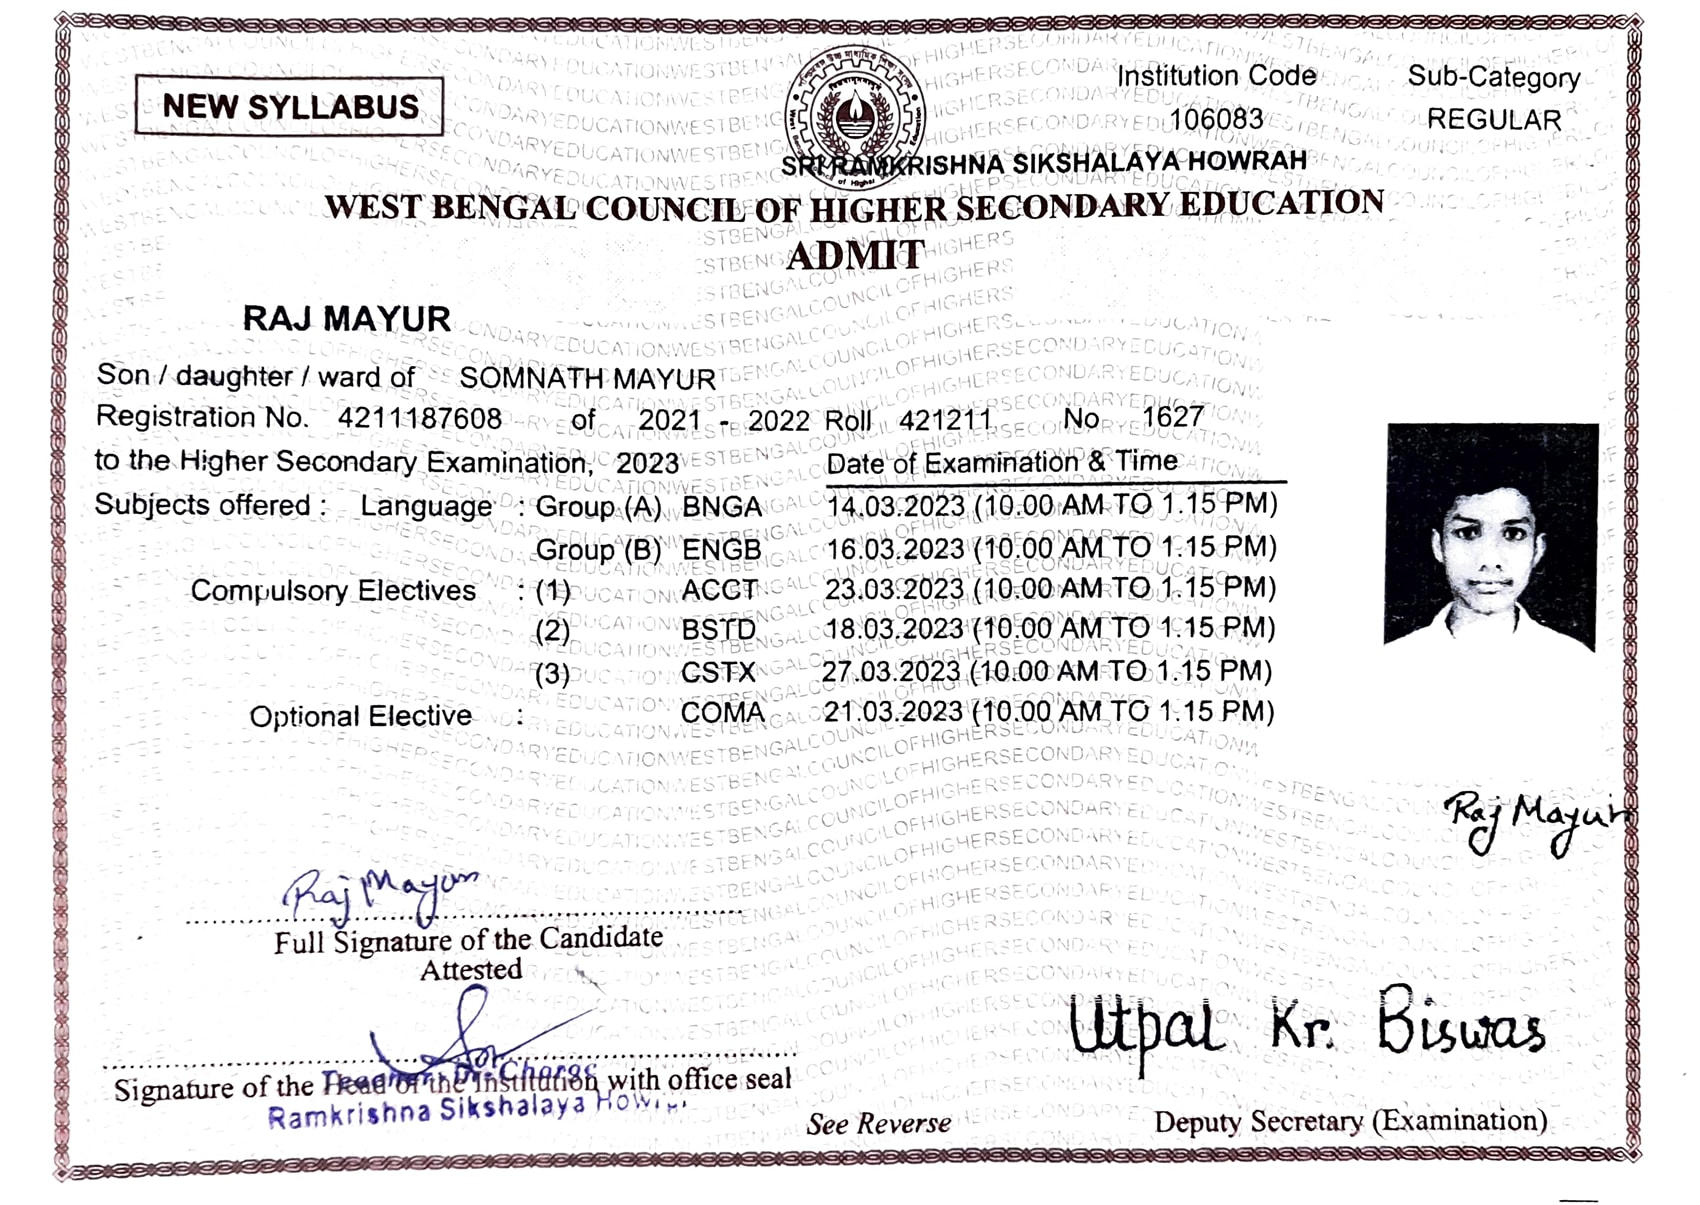 NEW SYLLABUS
Institution Code
106083
Sub-Category
REGULAR
SRI RAMKRISHNA SIKSHALAYA HOWRAH
WEST BENGAL COUNCIL OF HIGHER SECONDARY EDUCATION
ADMIT
RAJ MAYUR
Son / daughter / ward of SOMNATH MAYUR
Registration No. 4211187608 of 2021 - 2022 Roll 421211 No 1627
to the Higher Secondary Examination, 2023 Date of Examination & Time
Subjects offered : Language : Group (A) BNGA 14.03.2023 (10.00 AM TO 1.15 PM)
Group (B) ENGB 16.03.2023 (10.00 AM TO 1.15 PM)
Compulsory Electives : (1) ACCT 23.03.2023 (10.00 AM TO 1.15 PM)
(2) BSTD 18.03.2023 (10.00 AM TO 1.15 PM)
(3) CSTX 27.03.2023 (10.00 AM TO 1.15 PM)
Optional Elective : COMA 21.03.2023 (10.00 AM TO 1.15 PM)
Raj Mayur
Raj Mayur
Full Signature of the Candidate
Attested
Utpal Kr. Biswas
Signature of the Head of the Institution with office seal
Teacher-In-Charge
Ramkrishna Sikshalaya
See Reverse
Deputy Secretary (Examination)